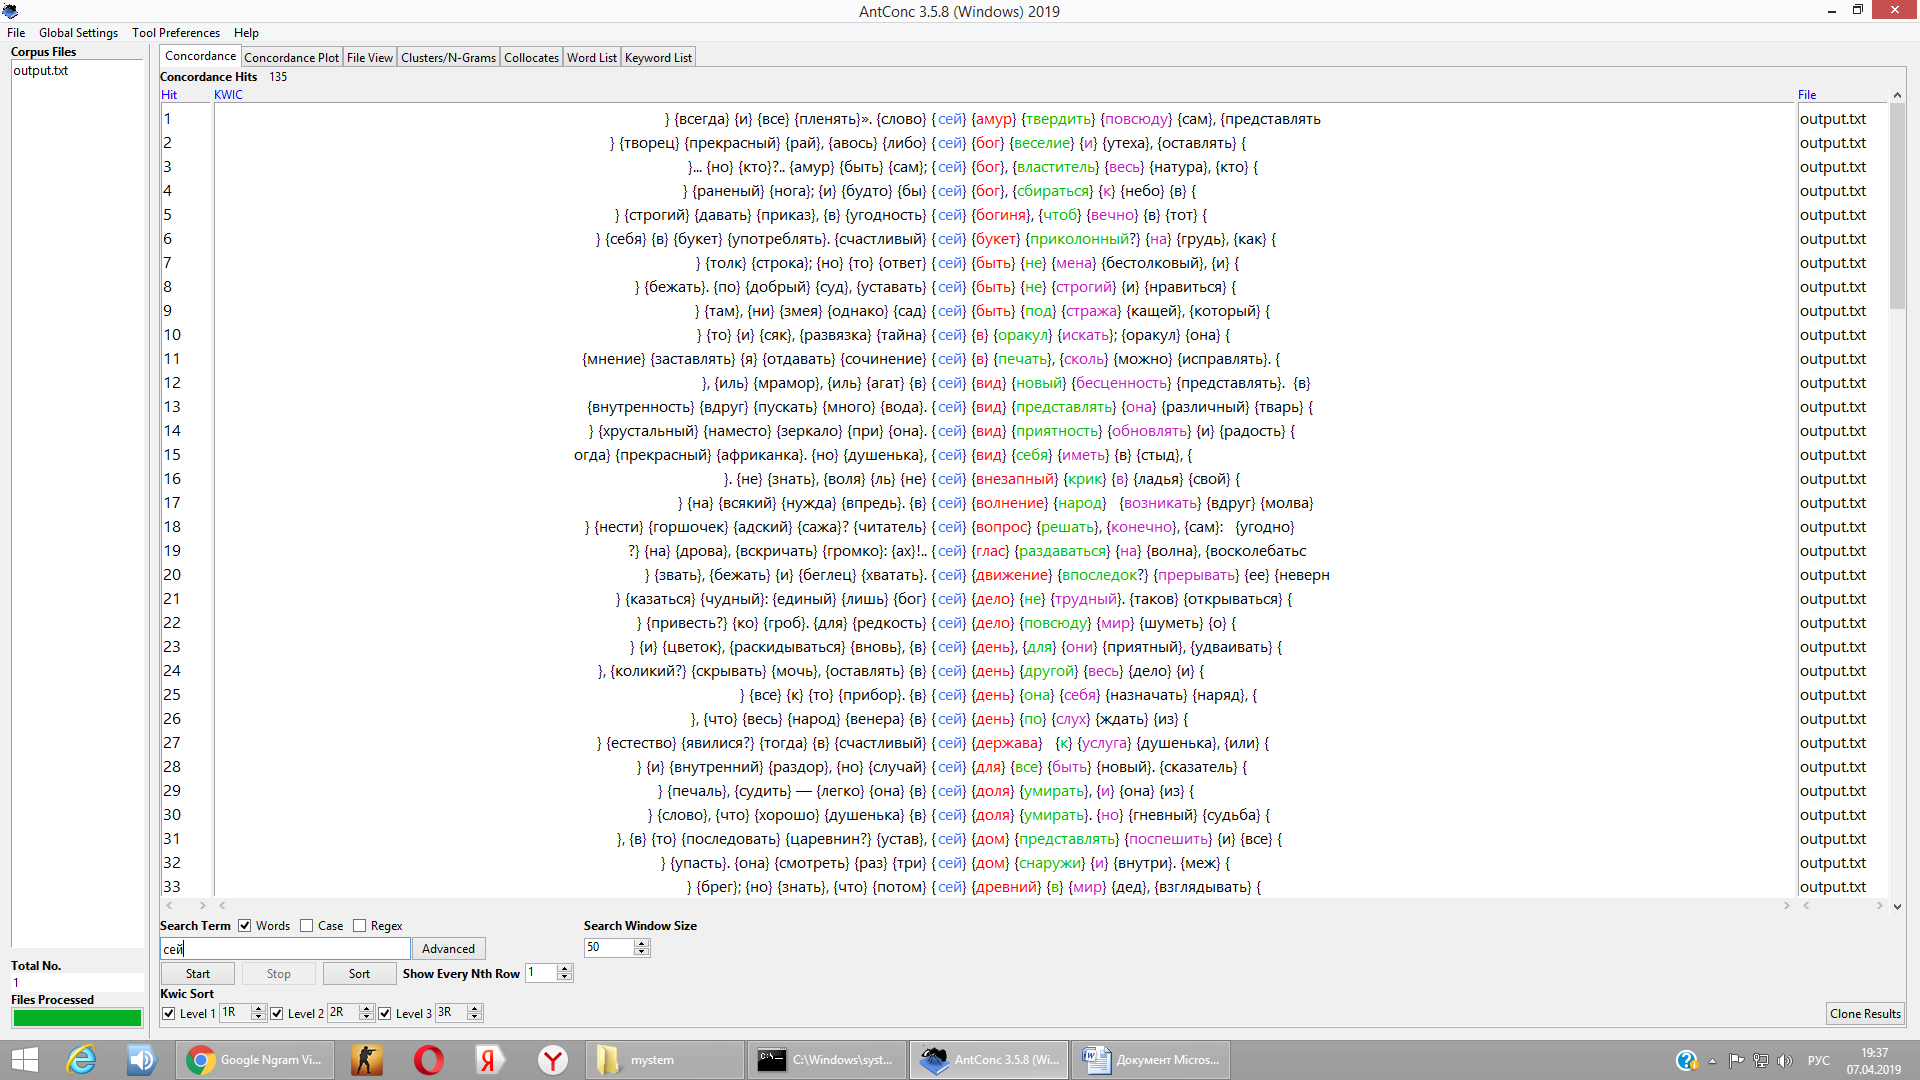 AntConc 3.5.8 (Windows) 2019
File Global Settings Tool Preferences Help
Corpus Files
output.txt
Concordance Concordance Plot File View Clusters/N-Grams Collocates Word List Keyword List
Concordance Hits 135
Hit KWIC File
1 } {всегда} {и} {все} {пленять}». {слово} {сей} {амур} {твердить} {повсюду} {сам}, {представлять output.txt
2 } {творец} {прекрасный} {рай}, {авось} {либо} {сей} {бог} {веселие} {и} {утеха}, {оставлять} { output.txt
3 }... {но} {кто}?.. {амур} {быть} {сам}; {сей} {бог}, {властитель} {весь} {натура}, {кто} { output.txt
4 } {раненый} {нога}; {и} {будто} {бы} {сей} {бог}, {сбираться} {к} {небо} {в} { output.txt
5 } {строгий} {давать} {приказ}, {в} {угодность} {сей} {богиня}, {чтоб} {вечно} {в} {тот} { output.txt
6 } {себя} {в} {букет} {употреблять}. {счастливый} {сей} {букет} {приколонный?} {на} {грудь}, {как} { output.txt
7 } {толк} {строка}; {но} {то} {ответ} {сей} {быть} {не} {мена} {бестолковый}, {и} { output.txt
8 } {бежать}. {по} {добрый} {суд}, {уставать} {сей} {быть} {не} {строгий} {и} {нравиться} { output.txt
9 } {там}, {ни} {змея} {однако} {сад} {сей} {быть} {под} {стража} {кащей}, {который} { output.txt
10 } {то} {и} {сяк}, {развязка} {тайна} {сей} {в} {оракул} {искать}; {оракул} {она} { output.txt
11 {мнение} {заставлять} {я} {отдавать} {сочинение} {сей} {в} {печать}, {сколь} {можно} {исправлять}. { output.txt
12 }, {иль} {мрамор}, {иль} {агат} {в} {сей} {вид} {новый} {бесценность} {представлять}. {в} output.txt
13 {внутренность} {вдруг} {пускать} {много} {вода}. {сей} {вид} {представлять} {она} {различный} {тварь} { output.txt
14 } {хрустальный} {наместо} {зеркало} {при} {она}. {сей} {вид} {приятность} {обновлять} {и} {радость} { output.txt
15 огда} {прекрасный} {африканка}. {но} {душенька}, {сей} {вид} {себя} {иметь} {в} {стыд}, { output.txt
16 }. {не} {знать}, {воля} {ль} {не} {сей} {внезапный} {крик} {в} {ладья} {свой} { output.txt
17 } {на} {всякий} {нужда} {впредь}. {в} {сей} {волнение} {народ} {возникать} {вдруг} {молва} output.txt
18 } {нести} {горшочек} {адский} {сажа}? {читатель} {сей} {вопрос} {решать}, {конечно}, {сам}: {угодно} output.txt
19 ?} {на} {дрова}, {вскричать} {громко}: {ах}!.. {сей} {глас} {раздаваться} {на} {волна}, {восколебатьс output.txt
20 } {звать}, {бежать} {и} {беглец} {хватать}. {сей} {движение} {впоследок?} {прерывать} {ее} {неверн output.txt
21 } {казаться} {чудный}: {единый} {лишь} {бог} {сей} {дело} {не} {трудный}. {таков} {открываться} { output.txt
22 } {привесть?} {ко} {гроб}. {для} {редкость} {сей} {дело} {повсюду} {мир} {шуметь} {о} { output.txt
23 } {и} {цветок}, {раскидываться} {вновь}, {в} {сей} {день}, {для} {они} {приятный}, {удваивать} { output.txt
24 }, {коликий?} {скрывать} {мочь}, {оставлять} {в} {сей} {день} {другой} {весь} {дело} {и} { output.txt
25 } {все} {к} {то} {прибор}. {в} {сей} {день} {она} {себя} {назначать} {наряд}, { output.txt
26 }, {что} {весь} {народ} {венера} {в} {сей} {день} {по} {слух} {ждать} {из} { output.txt
27 } {естество} {явилися?} {тогда} {в} {счастливый} {сей} {держава} {к} {услуга} {душенька}, {или} { output.txt
28 } {и} {внутренний} {раздор}, {но} {случай} {сей} {для} {все} {быть} {новый}. {сказатель} { output.txt
29 } {печаль}, {судить} — {легко} {она} {в} {сей} {доля} {умирать}, {и} {она} {из} { output.txt
30 } {слово}, {что} {хорошо} {душенька} {в} {сей} {доля} {умирать}. {но} {гневный} {судьба} { output.txt
31 }, {в} {то} {последовать} {царевнин?} {устав}, {сей} {дом} {представлять} {поспешить} {и} {все} { output.txt
32 } {упасть}. {она} {смотреть} {раз} {три} {сей} {дом} {снаружи} {и} {внутри}. {меж} { output.txt
33 } {брег}; {но} {знать}, {что} {потом} {сей} {древний} {в} {мир} {дед}, {взглядывать} { output.txt
Search Term Words Case Regex Search Window Size
сей Advanced 50
Start Stop Sort Show Every Nth Row 1
Kwic Sort
Level 1 1R Level 2 2R Level 3 3R
Total No.
1
Files Processed
Clone Results
Google Ngram Vi... mystem C:\Windows\syst... AntConc 3.5.8 (Wi... Документ Micros... РУС 19:37
07.04.2019